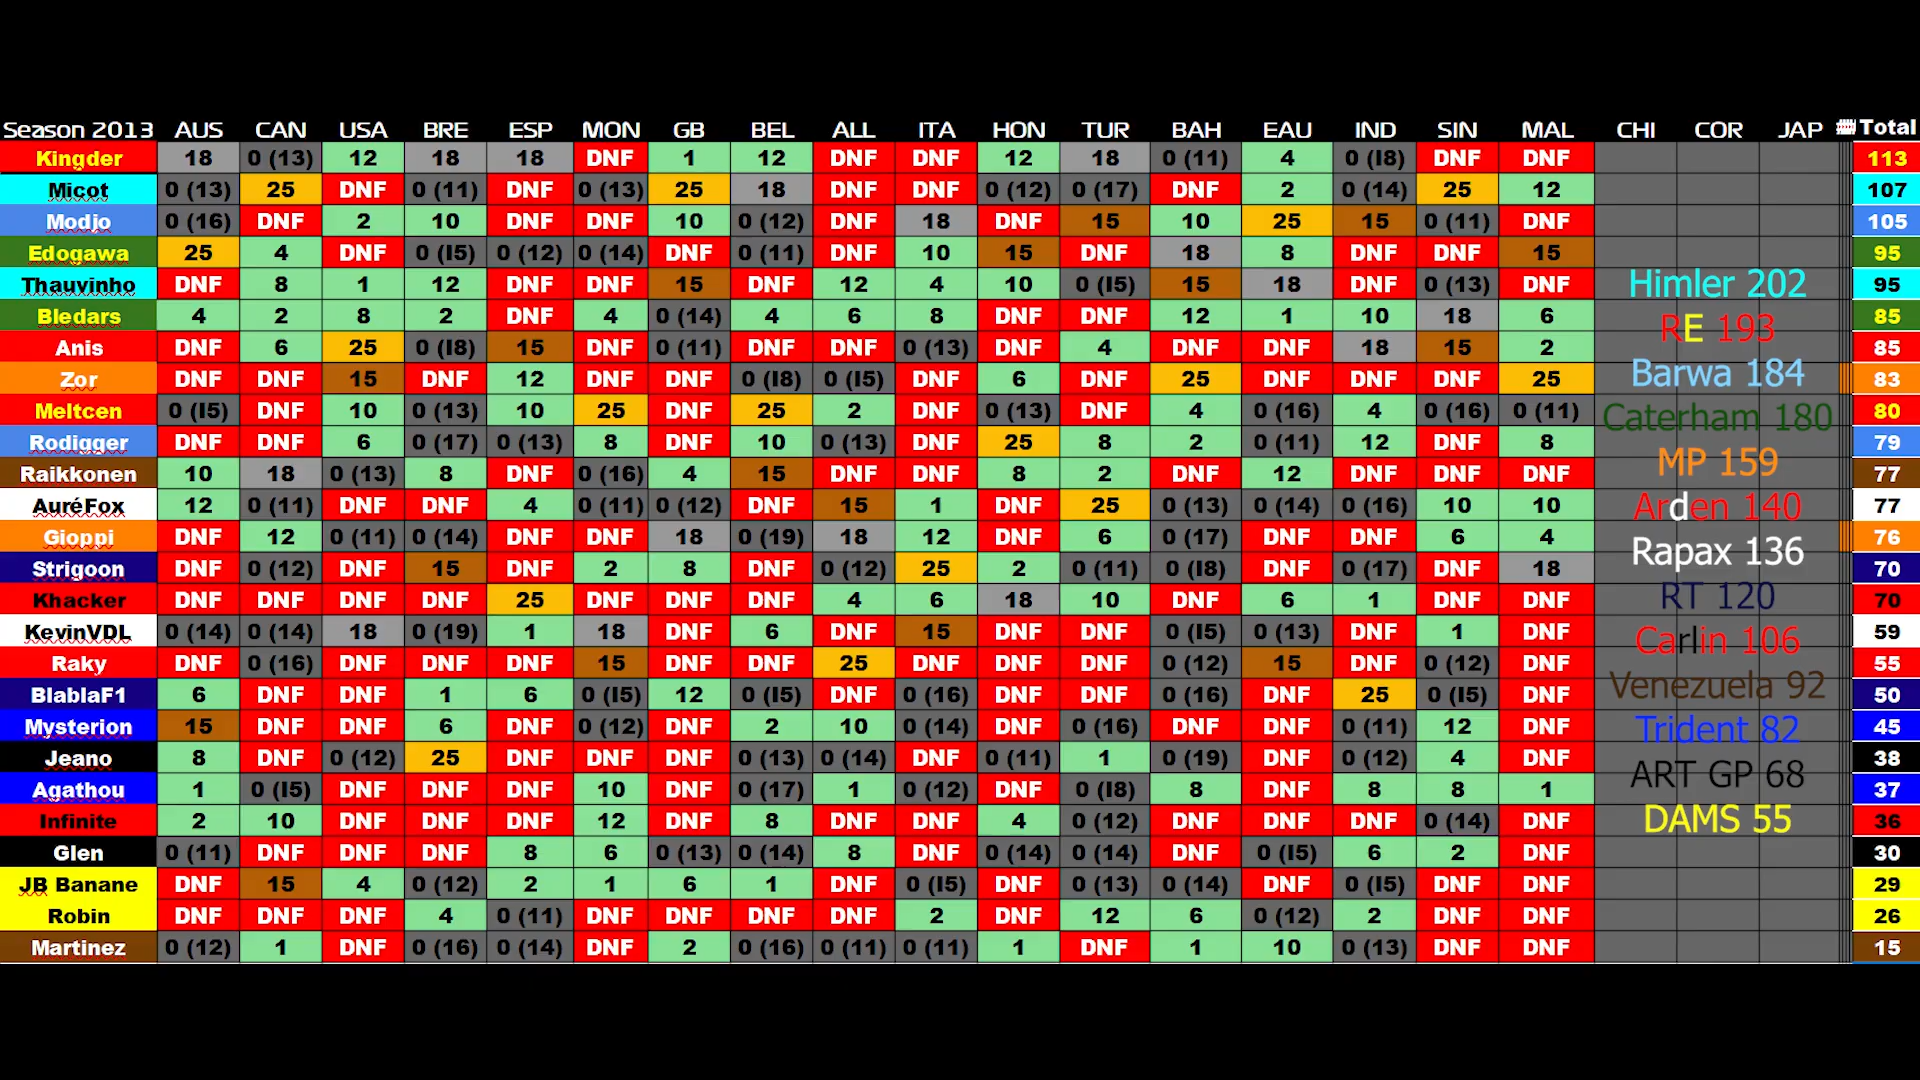 Season 2013 AUS CAN USA BRE ESP MON GB BEL ALL ITA HON TUR BAH EAU IND SIN MAL CHI COR JAP Total
Kingder 18 0 (13) 12 18 18 DNF 1 12 DNF DNF 12 18 0 (11) 4 0 (I8) DNF DNF 113
Micot 0 (13) 25 DNF 0 (11) DNF 0 (13) 25 18 DNF DNF 0 (12) 0 (17) DNF 2 0 (14) 25 12 107
Modjo 0 (16) DNF 2 10 DNF DNF 10 0 (12) DNF 18 DNF 15 10 25 15 0 (11) DNF 105
Edogawa 25 4 DNF 0 (I5) 0 (12) 0 (14) DNF 0 (11) DNF 10 15 DNF 18 8 DNF DNF 15 95
Thauvinho DNF 8 1 12 DNF DNF 15 DNF 12 4 10 0 (I5) 15 18 DNF 0 (13) DNF 95
Himler 202
Bledars 4 2 8 2 DNF 4 0 (14) 4 6 8 DNF DNF 12 1 10 18 6 85
RE 193
Anis DNF 6 25 0 (I8) 15 DNF 0 (11) DNF DNF 0 (13) DNF 4 DNF DNF 18 15 2 85
Zor DNF DNF 15 DNF 12 DNF DNF 0 (I8) 0 (I5) DNF 6 DNF 25 DNF DNF DNF 25 83
Barwa 184
Meltcen 0 (I5) DNF 10 0 (13) 10 25 DNF 25 2 DNF 0 (13) DNF 4 0 (16) 4 0 (16) 0 (11) 80
Caterham 180
Rodigger DNF DNF 6 0 (17) 0 (13) 8 DNF 10 0 (13) DNF 25 8 2 0 (11) 12 DNF 8 79
MP 159
Raikkonen 10 18 0 (13) 8 DNF 0 (16) 4 15 DNF DNF 8 2 DNF 12 DNF DNF DNF 77
AuréFox 12 0 (11) DNF DNF 4 0 (11) 0 (12) DNF 15 1 DNF 25 0 (13) 0 (14) 0 (16) 10 10 77
Arden 140
Gioppi DNF 12 0 (11) 0 (14) DNF DNF 18 0 (19) 18 12 DNF 6 0 (17) DNF DNF 6 4 76
Rapax 136
Strigoon DNF 0 (12) DNF 15 DNF 2 8 DNF 0 (12) 25 2 0 (11) 0 (I8) DNF 0 (17) DNF 18 70
RT 120
Khacker DNF DNF DNF DNF 25 DNF DNF DNF 4 6 18 10 DNF 6 1 DNF DNF 70
KevinVDL 0 (14) 0 (14) 18 0 (19) 1 18 DNF 6 DNF 15 DNF DNF 0 (I5) 0 (13) DNF 1 DNF 59
Carlin 106
Raky DNF 0 (16) DNF DNF DNF 15 DNF DNF 25 DNF DNF DNF 0 (12) 15 DNF 0 (12) DNF 55
Venezuela 92
BlablaF1 6 DNF DNF 1 6 0 (I5) 12 0 (I5) DNF 0 (16) DNF DNF 0 (16) DNF 25 0 (I5) DNF 50
Mysterion 15 DNF DNF 6 DNF 0 (12) DNF 2 10 0 (14) DNF 0 (16) DNF DNF 0 (11) 12 DNF 45
Trident 82
Jeano 8 DNF 0 (12) 25 DNF DNF DNF 0 (13) 0 (14) DNF 0 (11) 1 0 (19) DNF 0 (12) 4 DNF 38
ART GP 68
Agathou 1 0 (I5) DNF DNF DNF 10 DNF 0 (17) 1 0 (12) DNF 0 (I8) 8 DNF 8 8 1 37
Infinite 2 10 DNF DNF DNF 12 DNF 8 DNF DNF 4 0 (12) DNF DNF DNF 0 (14) DNF 36
DAMS 55
Glen 0 (11) DNF DNF DNF 8 6 0 (13) 0 (14) 8 DNF 0 (14) 0 (14) DNF 0 (I5) 6 2 DNF 30
JB Banane DNF 15 4 0 (12) 2 1 6 1 DNF 0 (I5) DNF 0 (13) 0 (14) DNF 0 (I5) DNF DNF 29
Robin DNF DNF DNF 4 0 (11) DNF DNF DNF DNF 2 DNF 12 6 0 (12) 2 DNF DNF 26
Martinez 0 (12) 1 DNF 0 (16) 0 (14) DNF 2 0 (16) 0 (11) 0 (11) 1 DNF 1 10 0 (13) DNF DNF 15